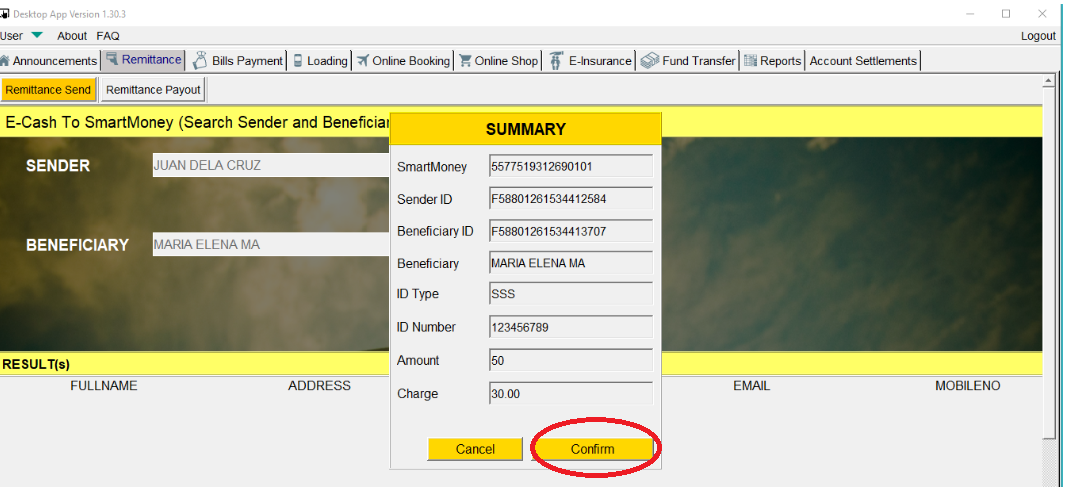 Desktop App Version 1.30.3
User About FAQ Logout
Announcements Remittance Bills Payment Loading Online Booking Online Shop E-Insurance Fund Transfer Reports Account Settlements
Remittance Send Remittance Payout
E-Cash To SmartMoney (Search Sender and Beneficiar
SENDER JUAN DELA CRUZ
BENEFICIARY MARIA ELENA MA
SUMMARY
SmartMoney 5577519312690101
Sender ID F58801261534412584
Beneficiary ID F58801261534413707
Beneficiary MARIA ELENA MA
ID Type SSS
ID Number 123456789
Amount 50
Charge 30.00
Cancel Confirm
RESULT(s)
FULLNAME ADDRESS EMAIL MOBILENO